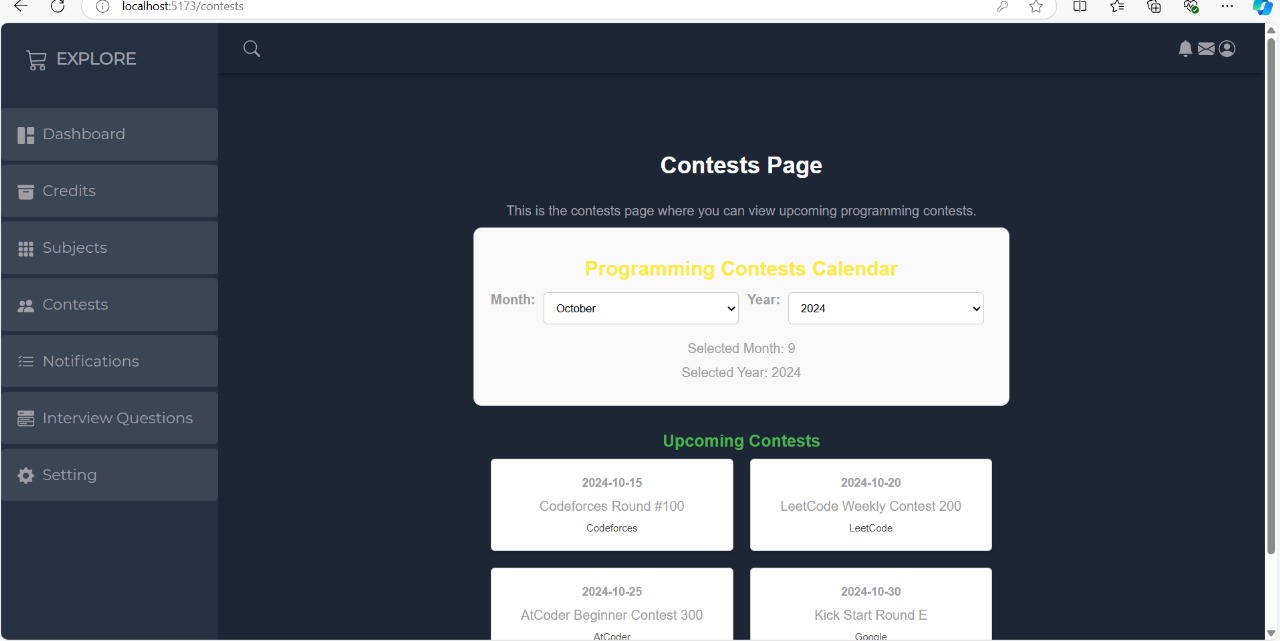 localhost:5173/contests
EXPLORE
Dashboard
Credits
Subjects
Contests
Notifications
Interview Questions
Setting
Contests Page
This is the contests page where you can view upcoming programming contests.
Programming Contests Calendar
Month: October Year: 2024
Selected Month: 9
Selected Year: 2024
Upcoming Contests
2024-10-15
Codeforces Round #100
Codeforces
2024-10-20
LeetCode Weekly Contest 200
LeetCode
2024-10-25
AtCoder Beginner Contest 300
AtCoder
2024-10-30
Kick Start Round E
Google